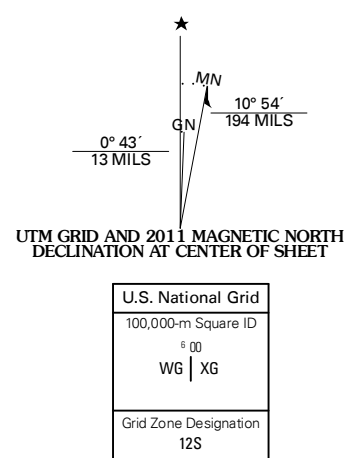 ★
MN
10° 54´
194 MILS
GN
0° 43´
13 MILS
UTM GRID AND 2011 MAGNETIC NORTH
DECLINATION AT CENTER OF SHEET
U.S. National Grid
100,000-m Square ID
6 00
WG | XG
Grid Zone Designation
12S